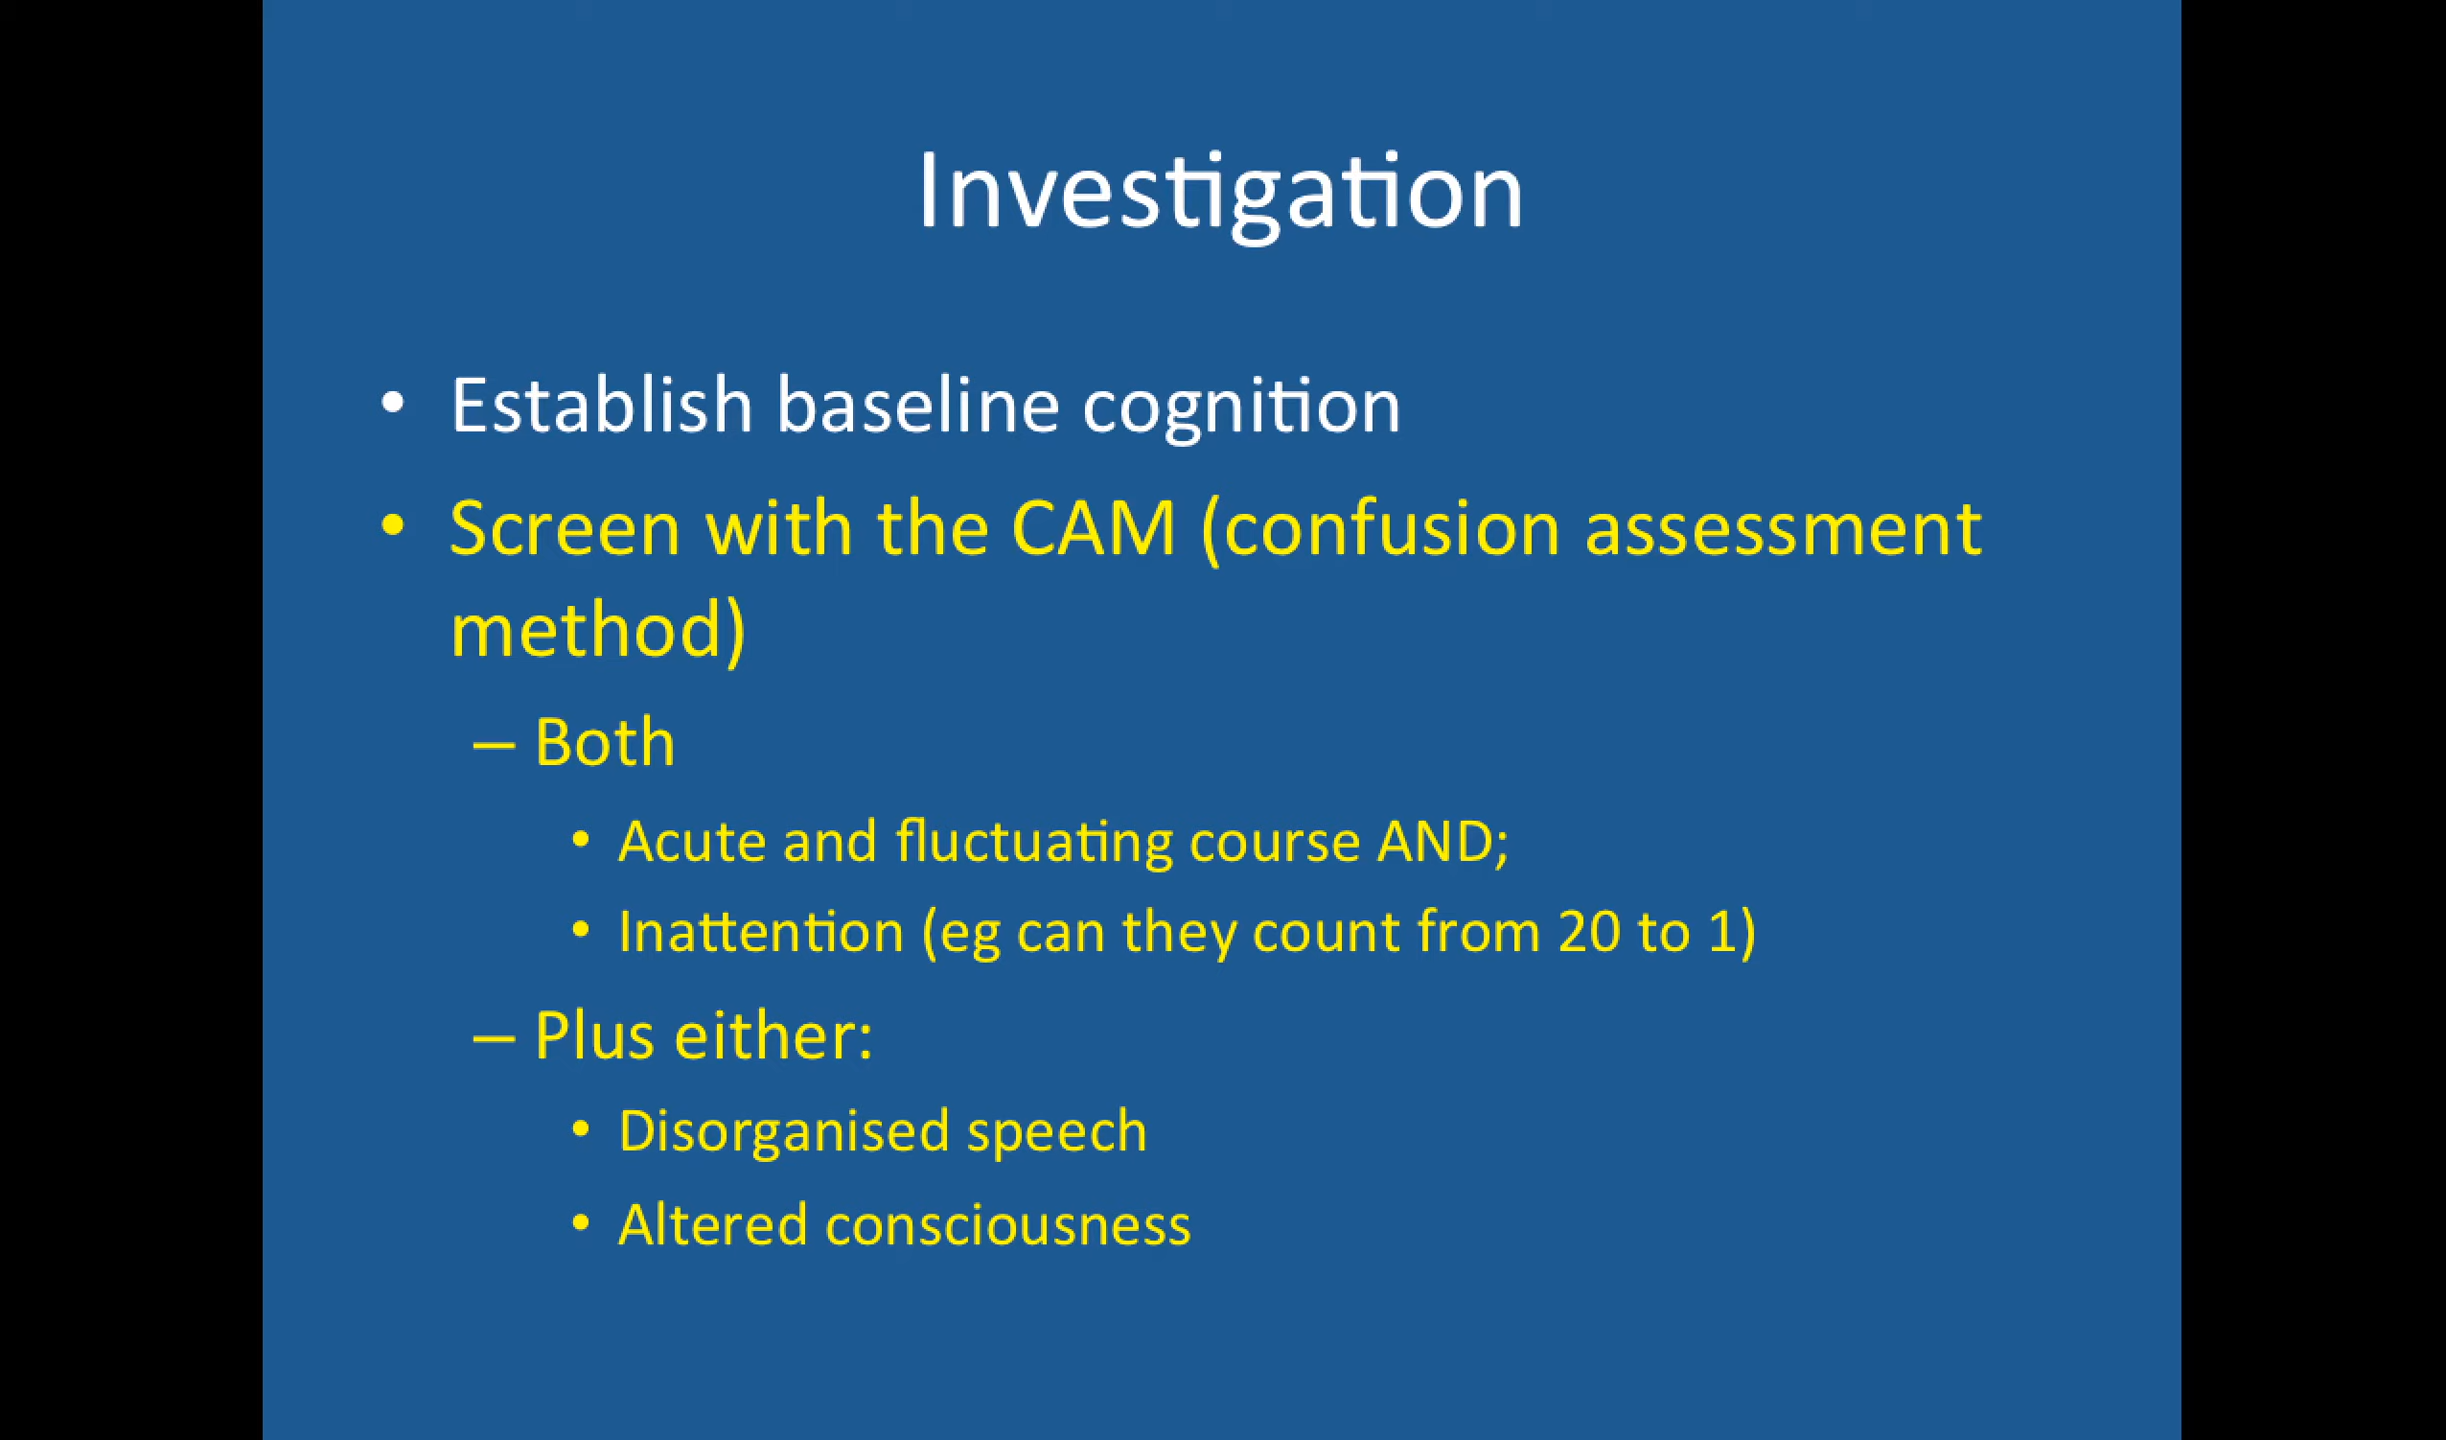 Investigation
• Establish baseline cognition
• Screen with the CAM (confusion assessment
method)
– Both
• Acute and fluctuating course AND;
• Inattention (eg can they count from 20 to 1)
– Plus either:
• Disorganised speech
• Altered consciousness